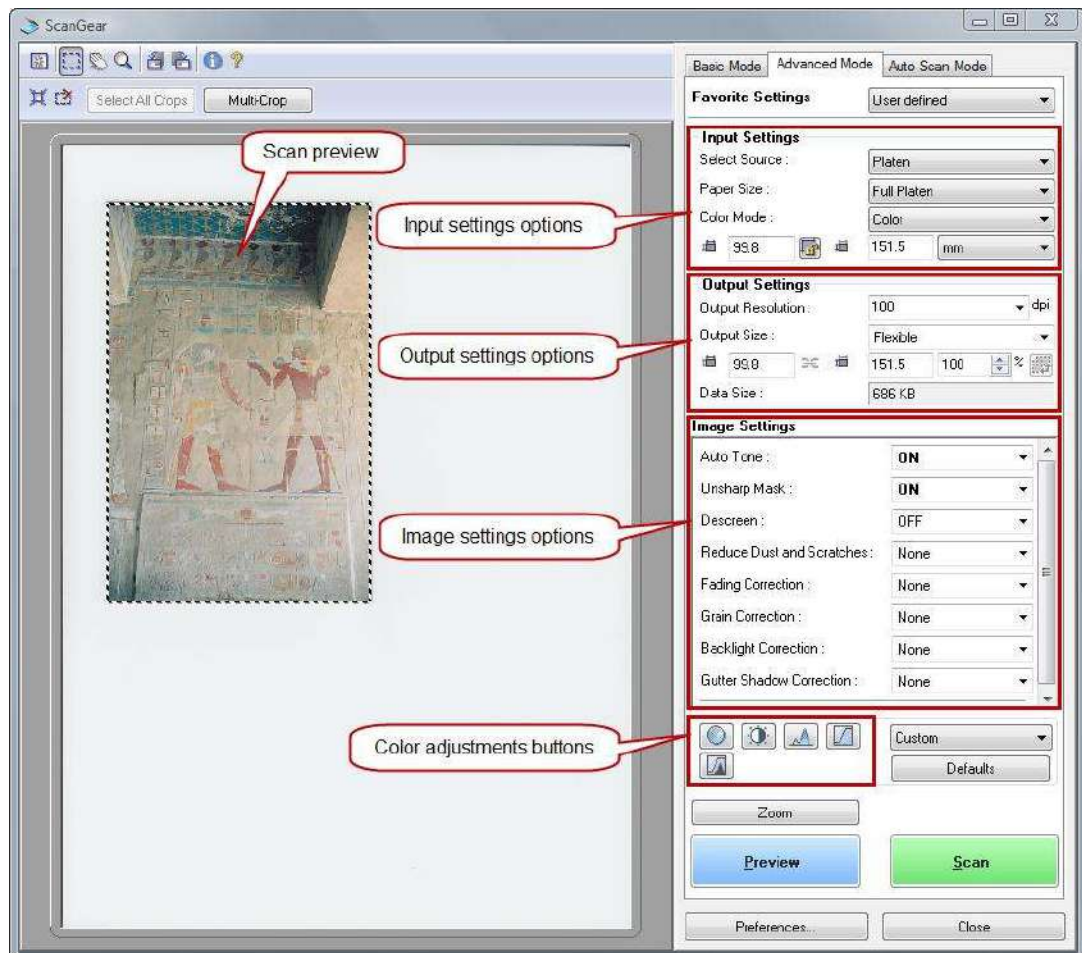 ScanGear
Select All Crops
Multi-Crop
Basic Mode
Advanced Mode
Auto Scan Mode
Favorite Settings
User defined
Scan preview
Input settings options
Output settings options
Image settings options
Color adjustments buttons
Input Settings
Select Source :
Platen
Paper Size :
Full Platen
Color Mode :
Color
99.8
151.5
mm
Output Settings
Output Resolution :
100
dpi
Output Size :
Flexible
99.8
151.5
100
%
Data Size :
686 KB
Image Settings
Auto Tone :
ON
Unsharp Mask :
ON
Descreen :
OFF
Reduce Dust and Scratches :
None
Fading Correction :
None
Grain Correction :
None
Backlight Correction :
None
Gutter Shadow Correction :
None
Custom
Defaults
Zoom
Preview
Scan
Preferences...
Close